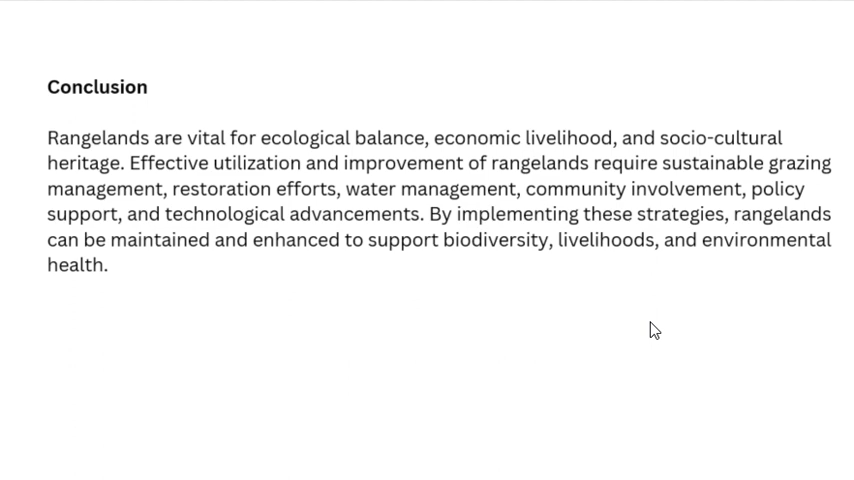 Conclusion
Rangelands are vital for ecological balance, economic livelihood, and socio-cultural
heritage. Effective utilization and improvement of rangelands require sustainable grazing
management, restoration efforts, water management, community involvement, policy
support, and technological advancements. By implementing these strategies, rangelands
can be maintained and enhanced to support biodiversity, livelihoods, and environmental
health.